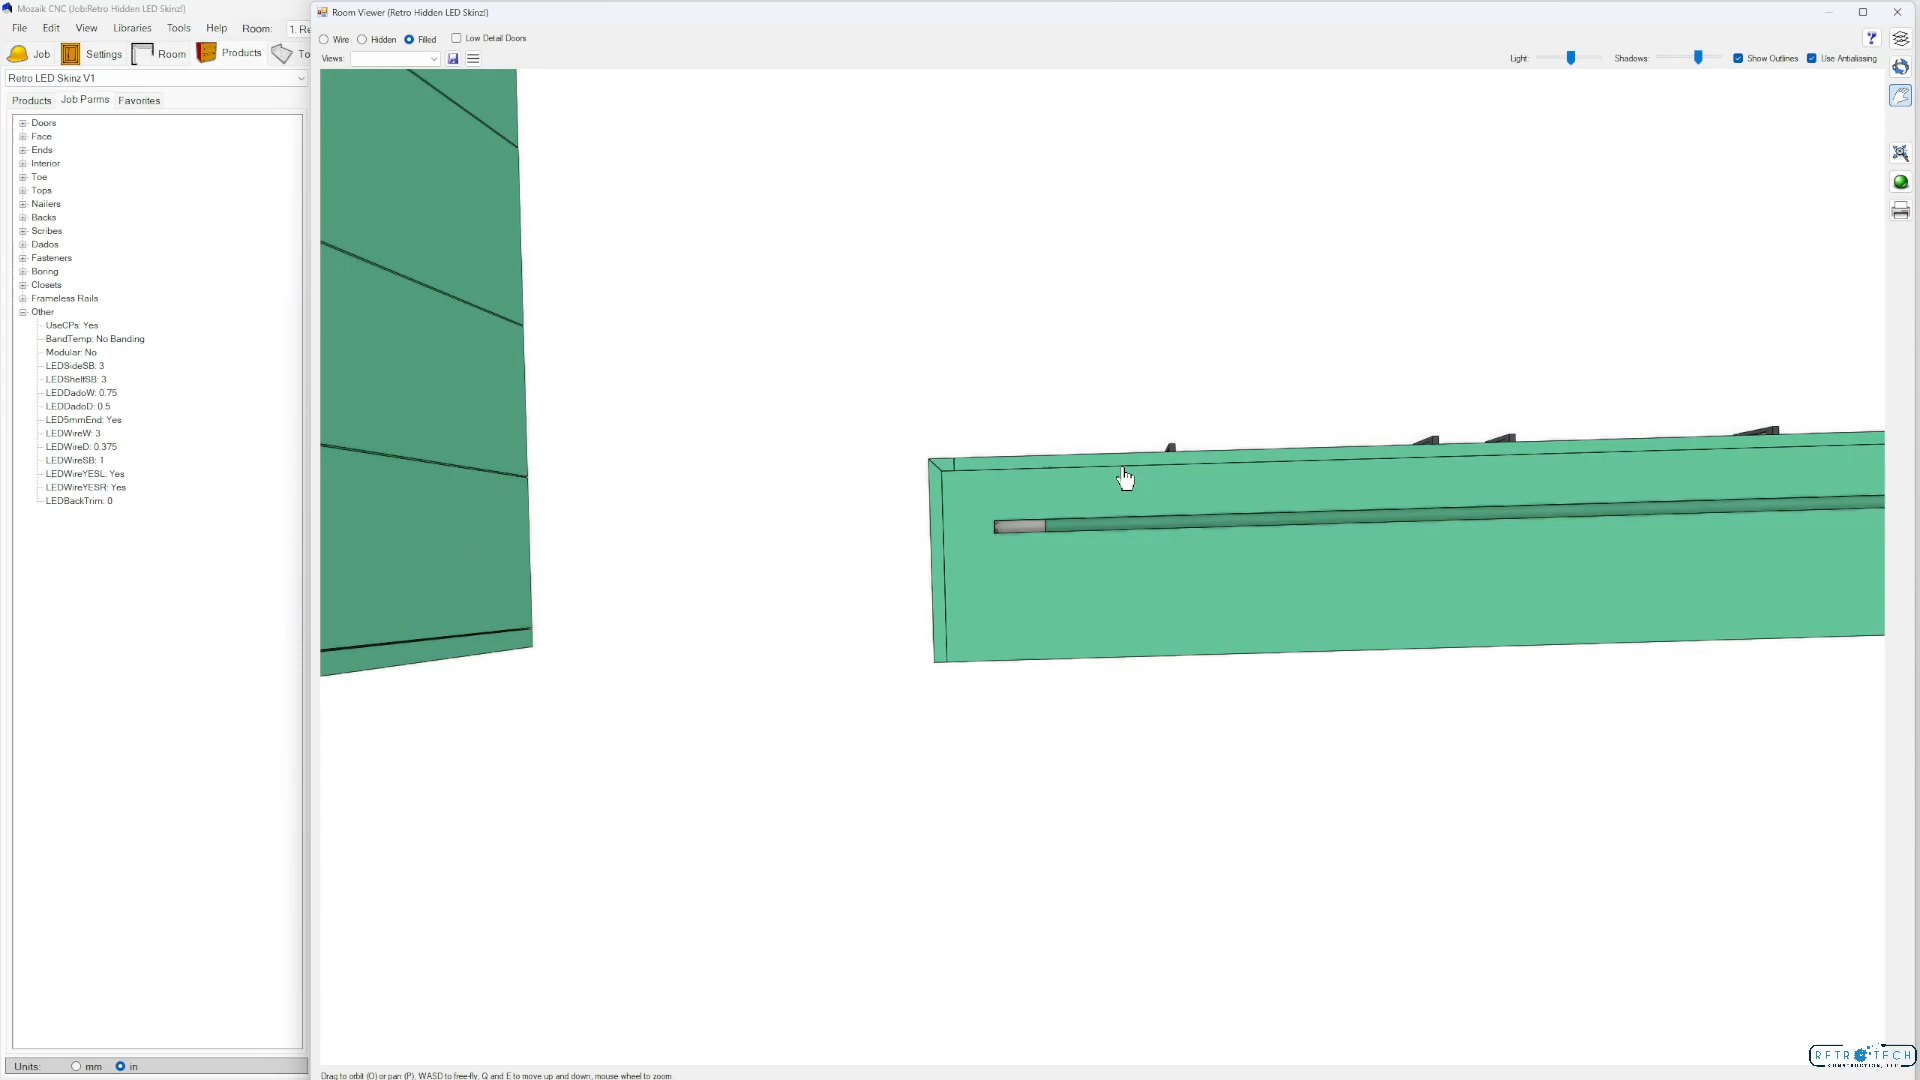 Mozaik CNC (Job:Retro Hidden LED Skinz!)
File Edit View Libraries Tools Help Room: 1. Re
Job Settings Room Products To
Retro LED Skinz V1
Products Job Parms Favorites
Doors
Face
Ends
Interior
Toe
Tops
Nailers
Backs
Scribes
Dados
Fasteners
Boring
Closets
Frameless Rails
Other
UseCPs: Yes
BandTemp: No Banding
Modular: No
LEDSideSB: 3
LEDShelfSB: 3
LEDDadoW: 0.75
LEDDadoD: 0.5
LED5mmEnd: Yes
LEDWireW: 3
LEDWireD: 0.375
LEDWireSB: 1
LEDWireYESL: Yes
LEDWireYESR: Yes
LEDBackTrim: 0
Units: mm in
Room Viewer (Retro Hidden LED Skinz!)
Wire Hidden Filled Low Detail Doors
Views: Light: Shadows: Show Outlines Use Antialiasing
?
Drag to orbit (O) or pan (P), WASD to free-fly, Q and E to move up and down, mouse wheel to zoom.
RETROTECH
CONSTRUCTION, LLC